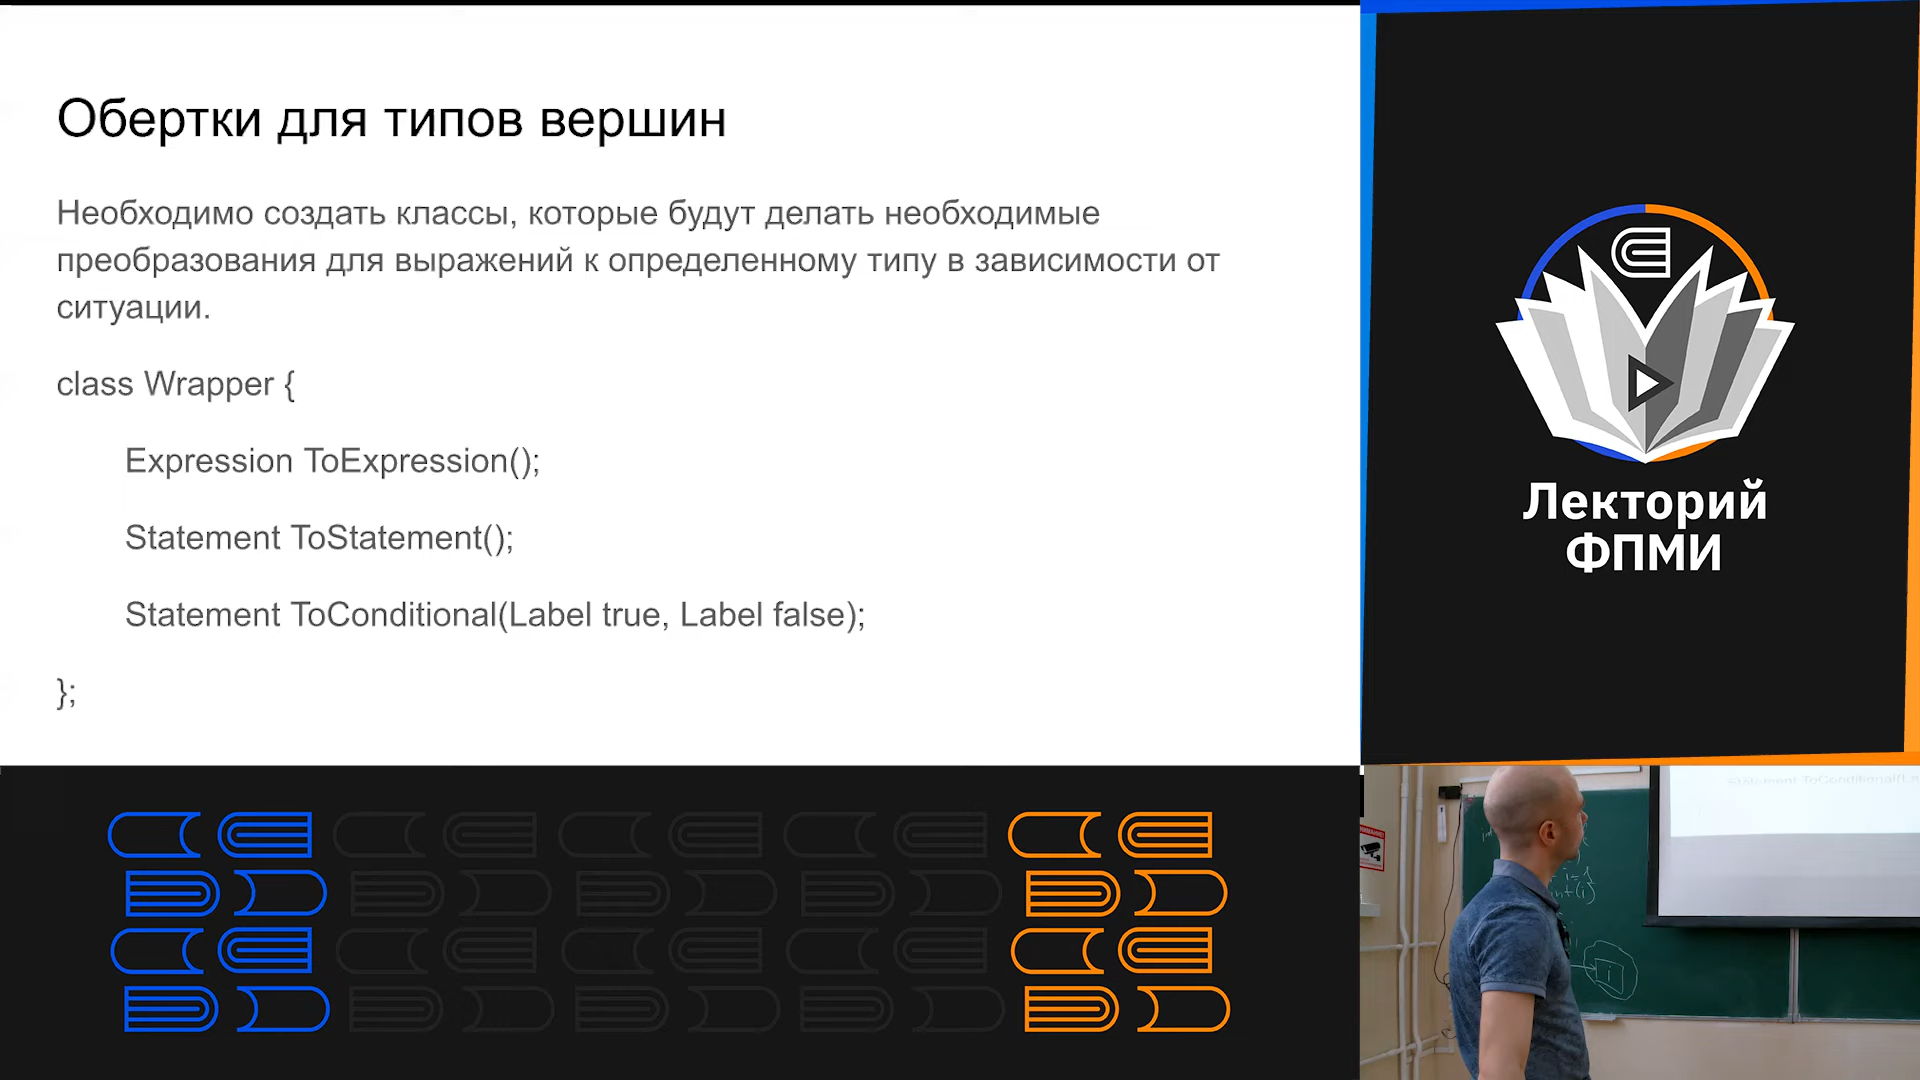 Обертки для типов вершин
Необходимо создать классы, которые будут делать необходимые
преобразования для выражений к определенному типу в зависимости от
ситуации.
class Wrapper {
Expression ToExpression();
Statement ToStatement();
Statement ToConditional(Label true, Label false);
};
Лекторий
ФПМИ